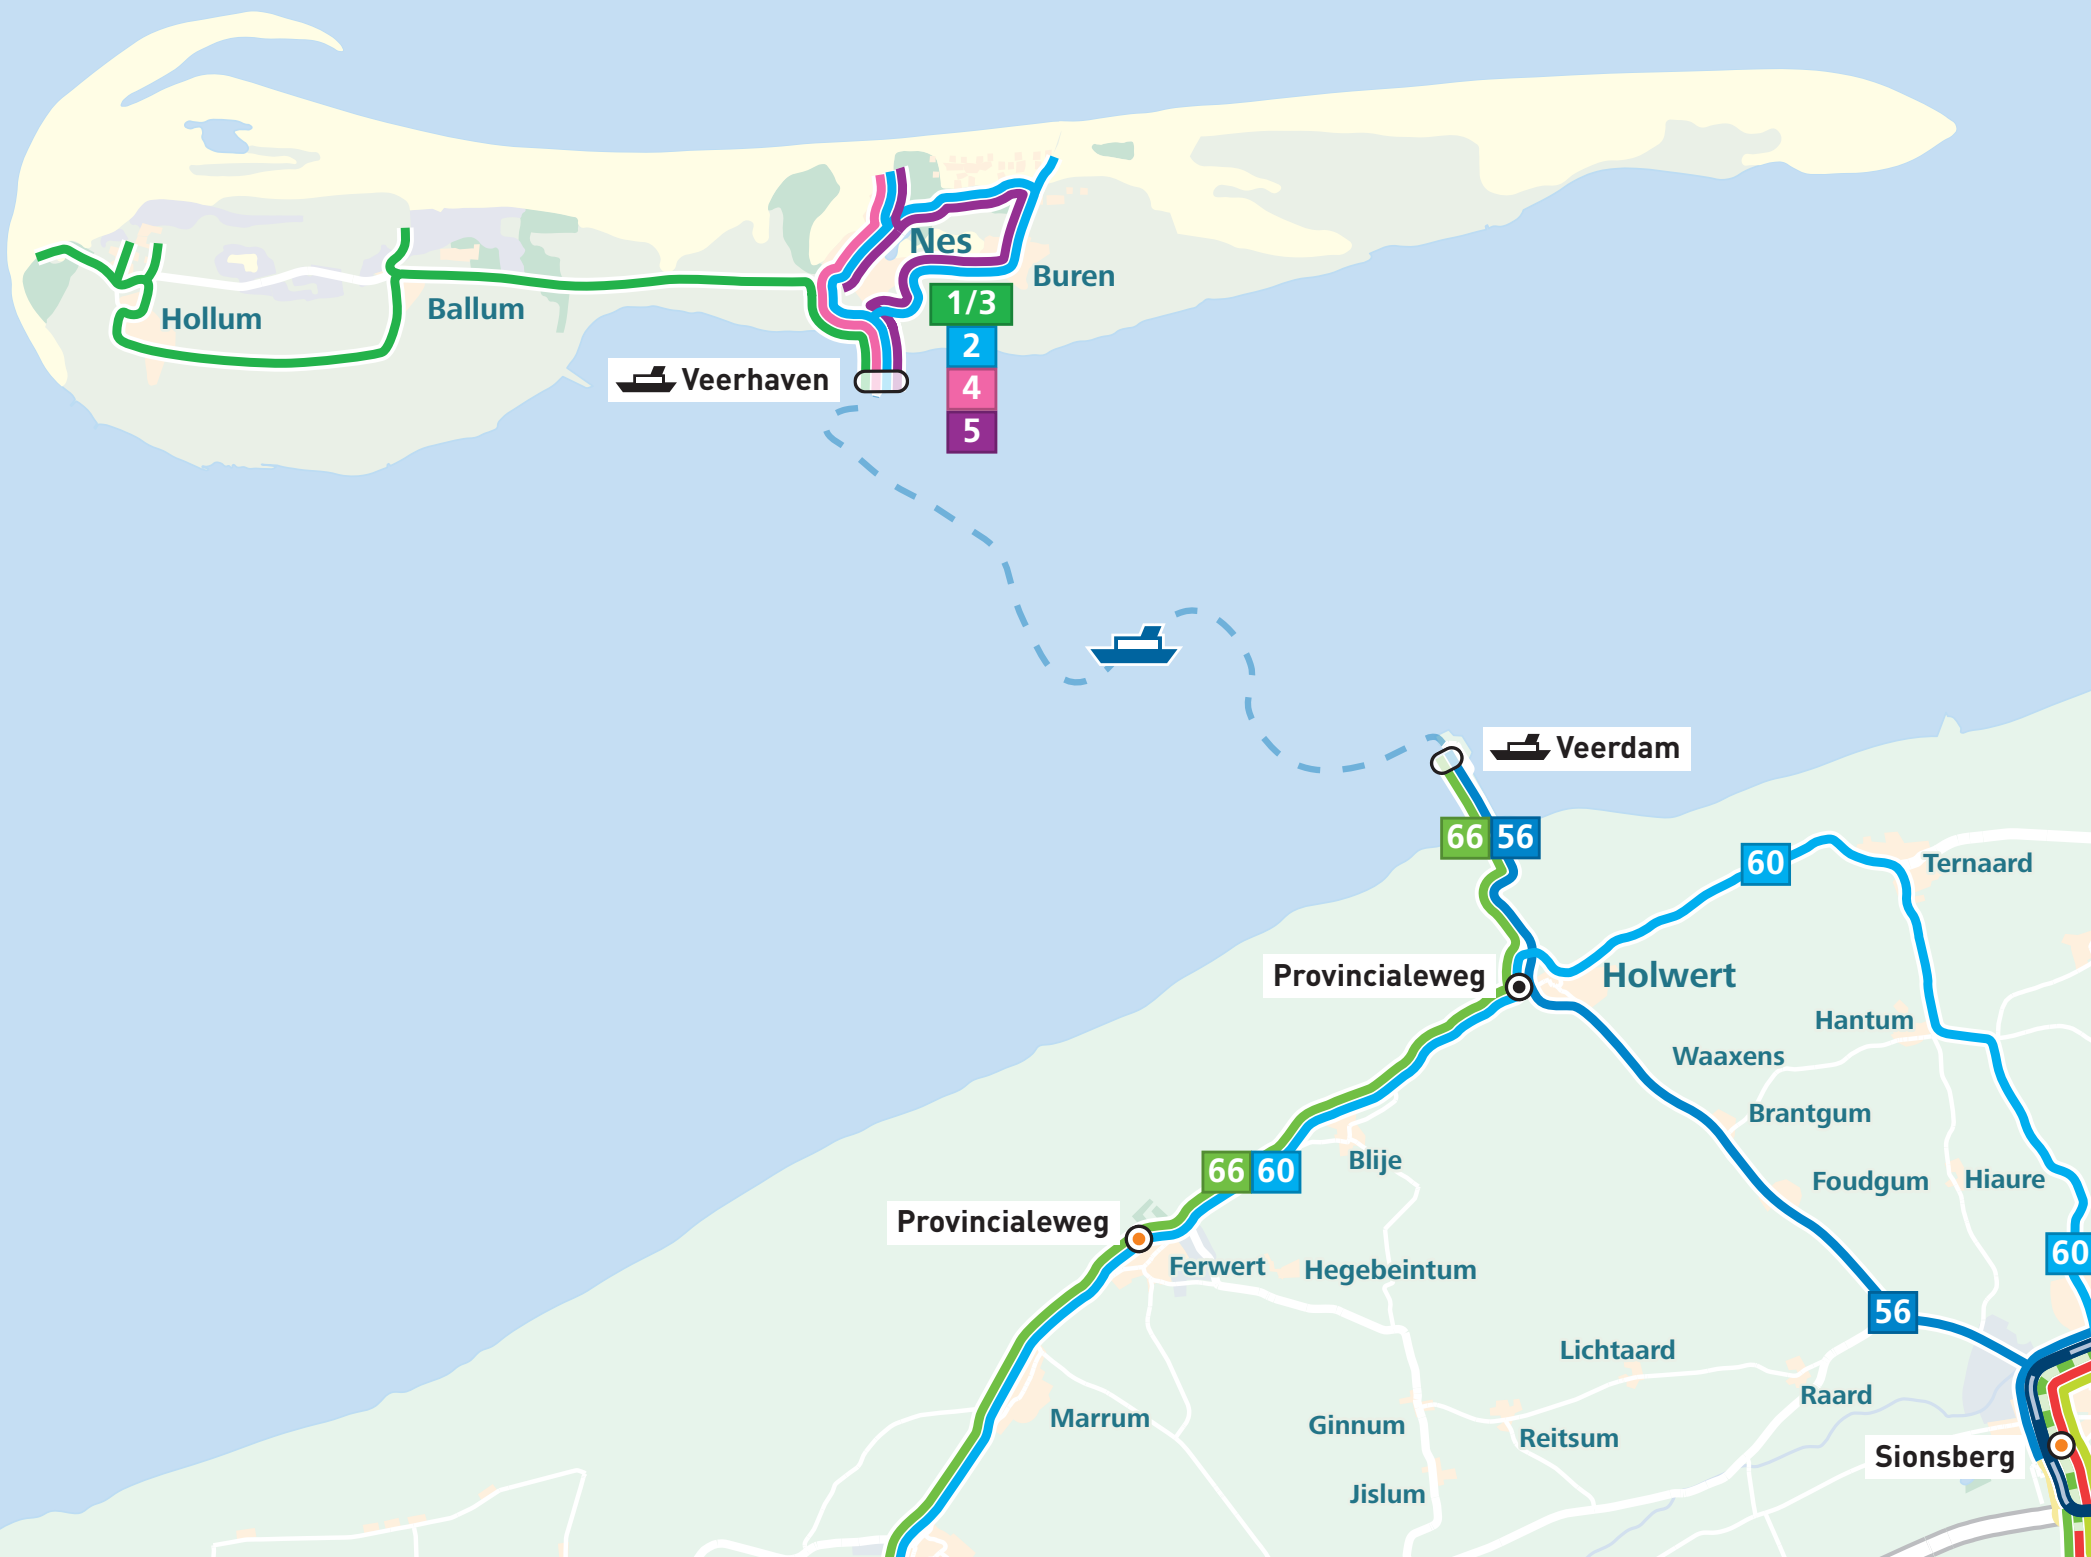 Nes
Buren
Hollum
Ballum
1/3
2
4
5
Veerhaven
Veerdam
66 56
60
Ternaard
Provincialeweg
Holwert
Hantum
Waaxens
Brantgum
Blije
66 60
Foudgum
Hiaure
Provincialeweg
Ferwert
Hegebeintum
60
56
Lichtaard
Raard
Marrum
Ginnum
Reitsum
Sionsberg
Jislum